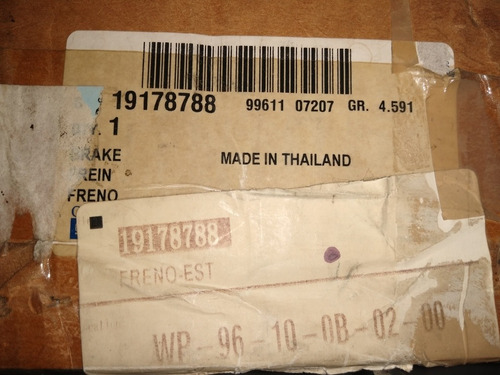 19178788 99611 07207 GR. 4.591
1
BRAKE MADE IN THAILAND
FRENO
19178788
FRENO-EST
WP-96-10-0B-02-00